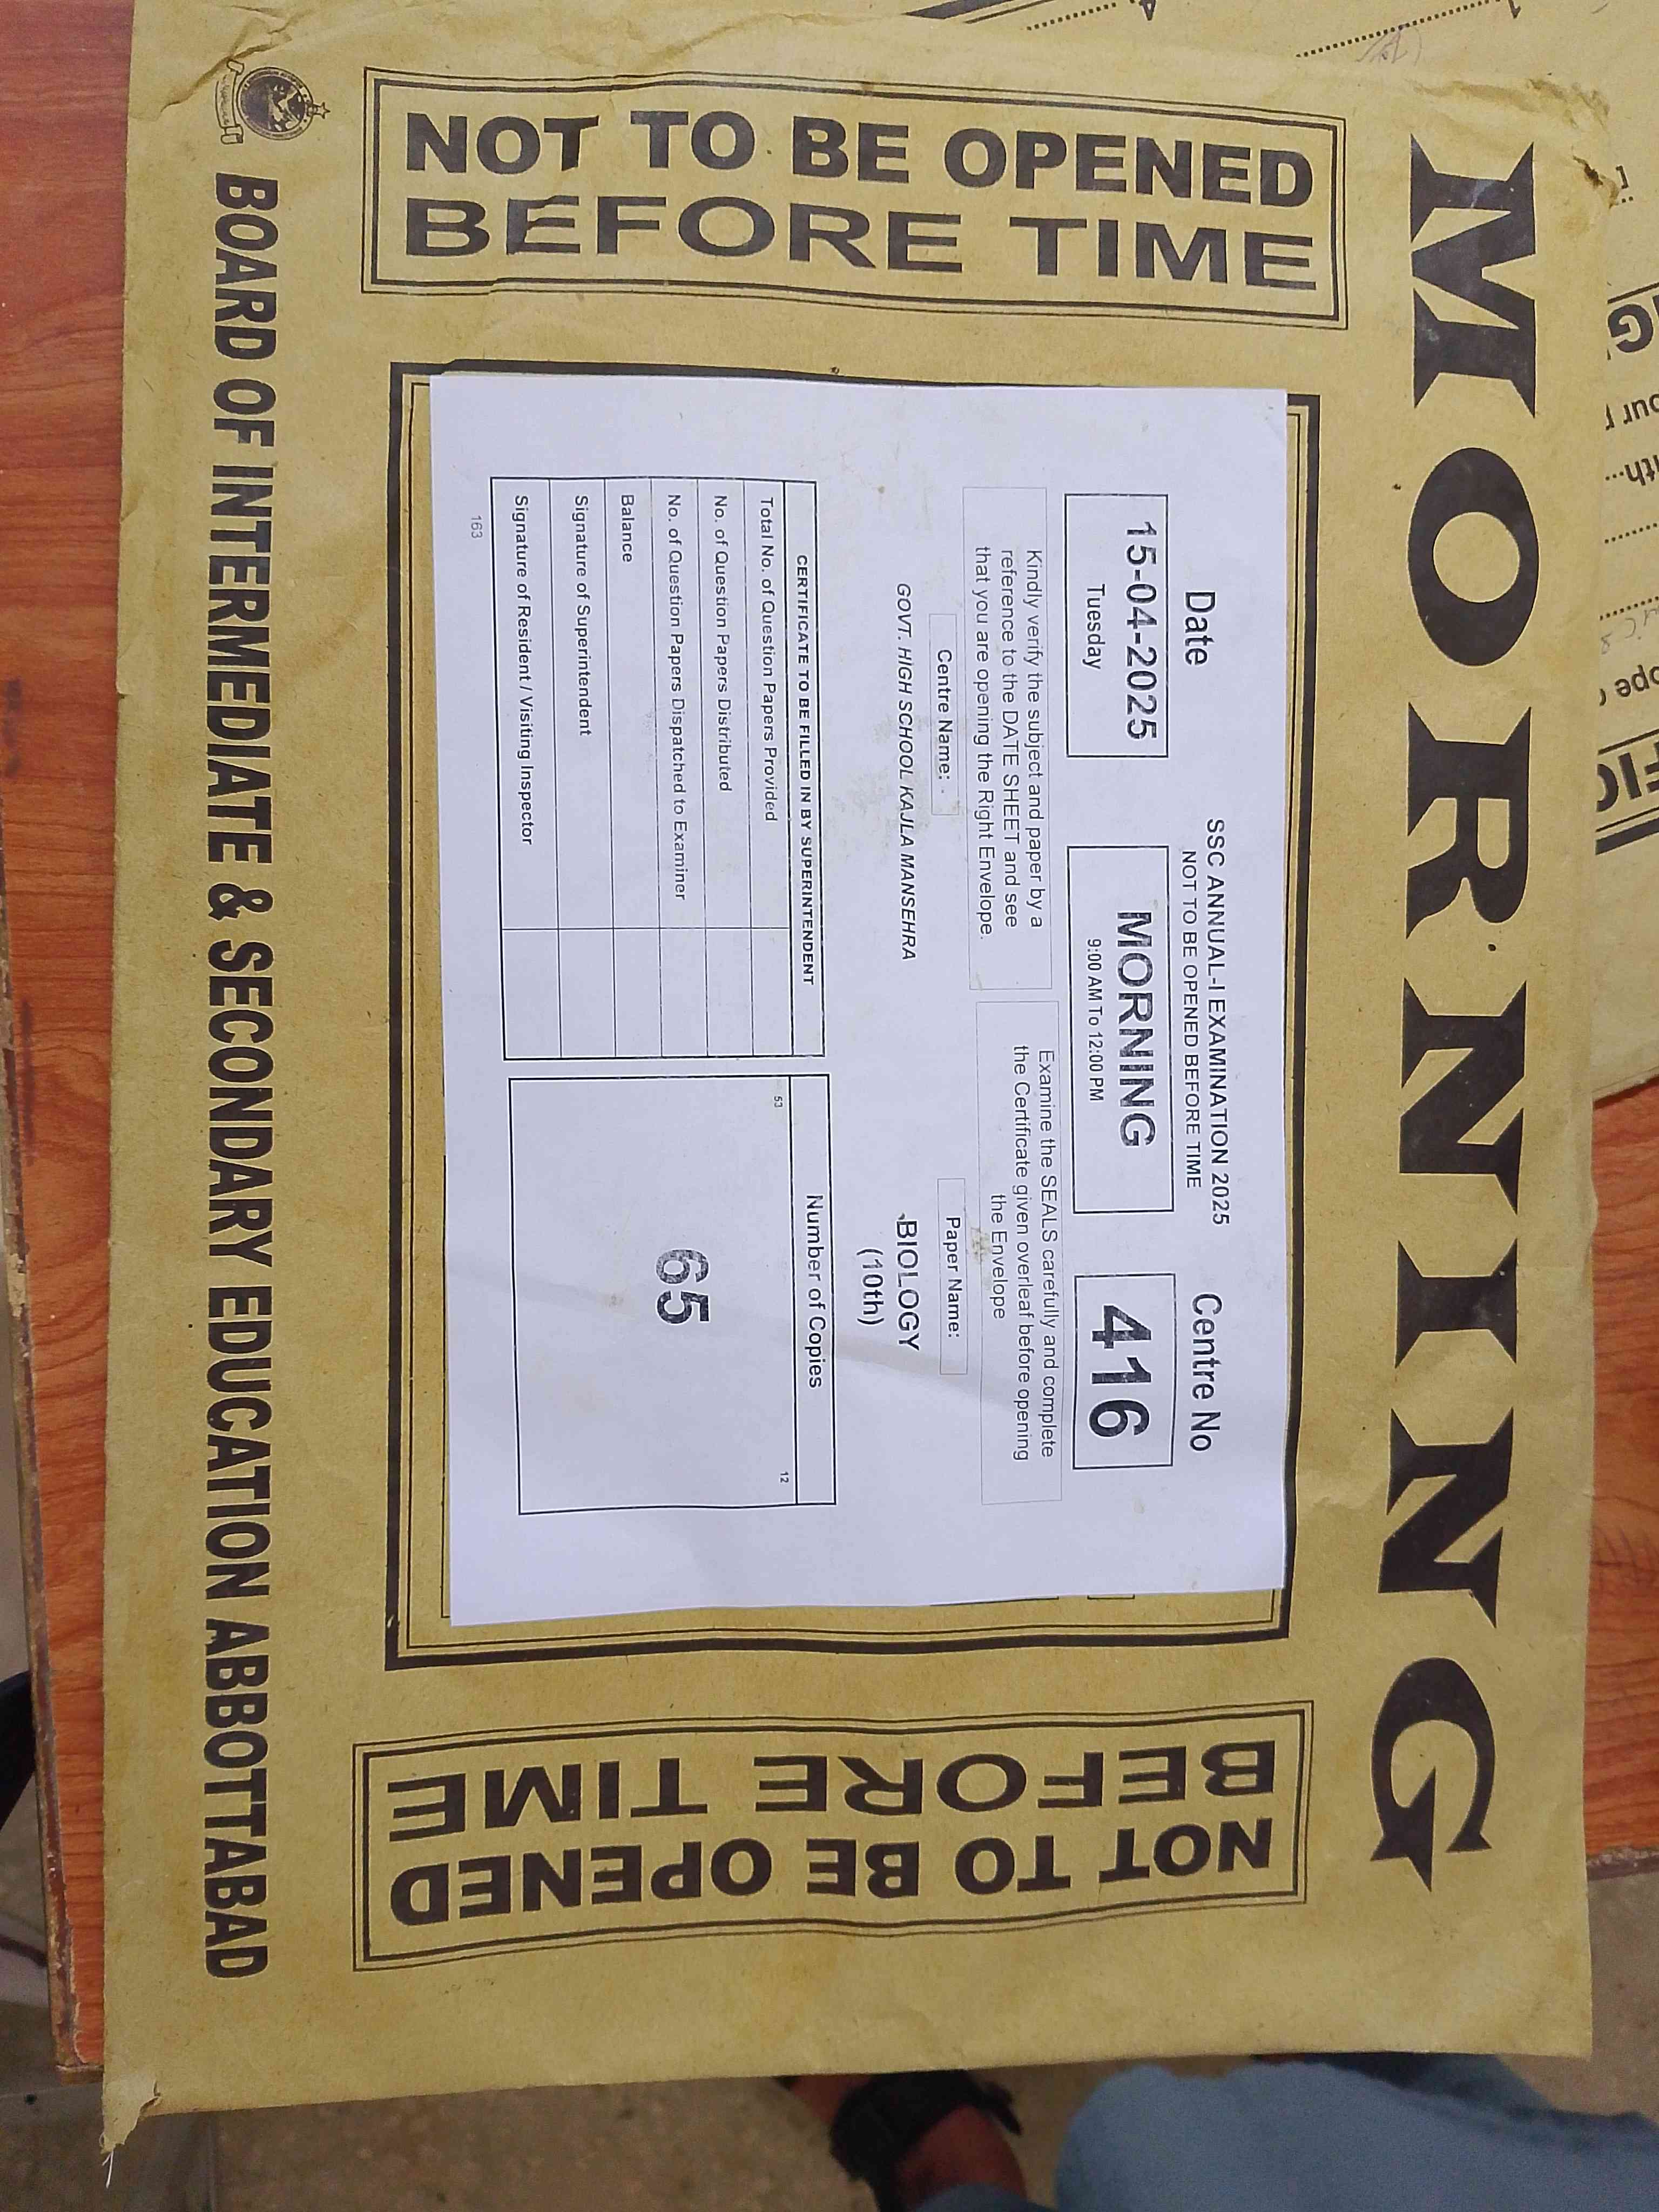 MORNING
NOT TO BE OPENED
BEFORE TIME
SSC ANNUAL-I EXAMINATION 2025
NOT TO BE OPENED BEFORE TIME
Date
15-04-2025
Tuesday
MORNING
9:00 AM To 12:00 PM
Centre No
416
Kindly verify the subject and paper by a
reference to the DATE SHEET and see
that you are opening the Right Envelope.
Examine the SEALS carefully and complete
the Certificate given overleaf before opening
the Envelope
Centre Name:
GOVT. HIGH SCHOOL KAJLA MANSEHRA
Paper Name:
BIOLOGY
(10th)
CERTIFICATE TO BE FILLED IN BY SUPERINTENDENT
Total No. of Question Papers Provided
No. of Question Papers Distributed
No. of Question Papers Dispatched to Examiner
Balance
Signature of Superintendent
Signature of Resident / Visiting Inspector
163
Number of Copies
53
12
65
NOT TO BE OPENED
BEFORE TIME
BOARD OF INTERMEDIATE & SECONDARY EDUCATION ABBOTTABAD